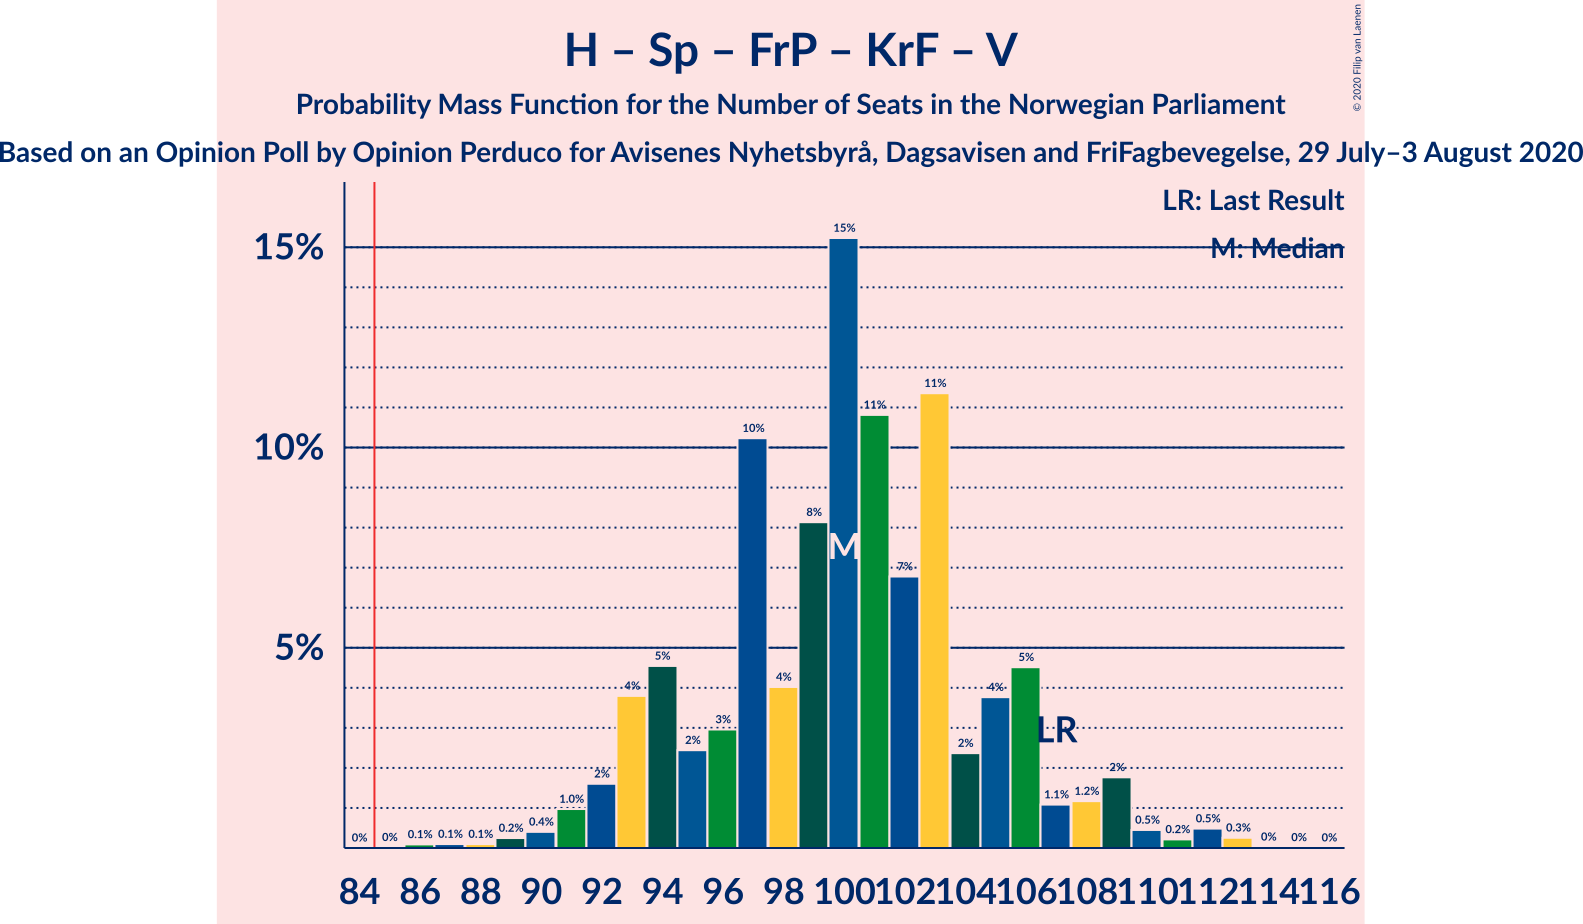 H – Sp – FrP – KrF – V
Probability Mass Function for the Number of Seats in the Norwegian Parliament
Based on an Opinion Poll by Opinion Perduco for Avisenes Nyhetsbyrå, Dagsavisen and FriFagbevegelse, 29 July–3 August 2020
© 2020 Filip van Laenen
LR: Last Result
M: Median
15%
10%
5%
0% 0% 0.1% 0.1% 0.1% 0.2% 0.4% 1.0% 2% 4% 5% 2% 3% 10% 4% 8% 15% 11% 7% 11% 2% 4% 5% 1.1% 1.2% 2% 0.5% 0.2% 0.5% 0.3% 0% 0% 0%
M
LR
84 86 88 90 92 94 96 98 100 102 104 106 108 110 112 114 116